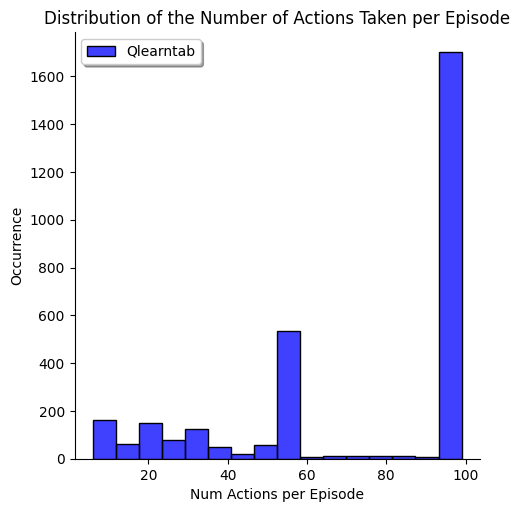 Distribution of the Number of Actions Taken per Episode
Qlearntab
1600
1400
1200
1000
800
600
400
200
0
Occurrence
20 40 60 80 100
Num Actions per Episode